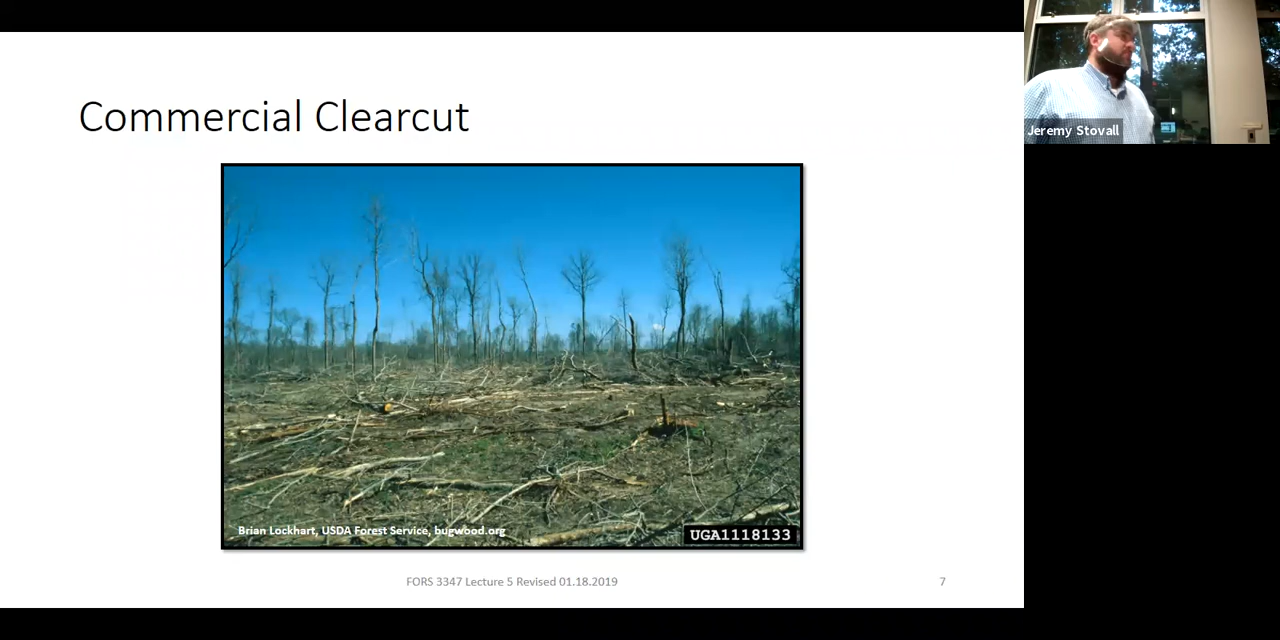 Commercial Clearcut
Jeremy Stovall
Brian Lockhart, USDA Forest Service, bugwood.org
UGA1118133
FORS 3347 Lecture 5 Revised 01.18.2019
7